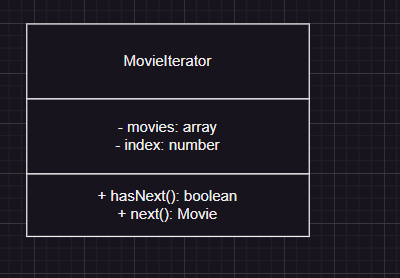 MovieIterator
- movies: array
- index: number
+ hasNext(): boolean
+ next(): Movie